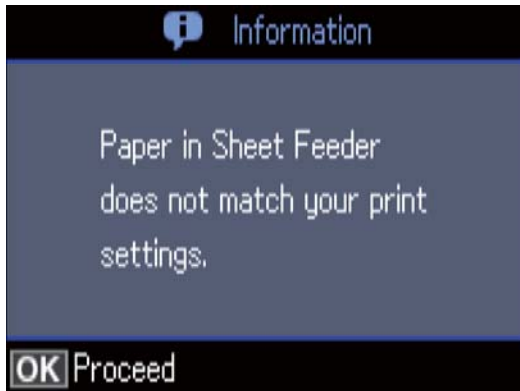 Information
Paper in Sheet Feeder
does not match your print
settings.
OK Proceed